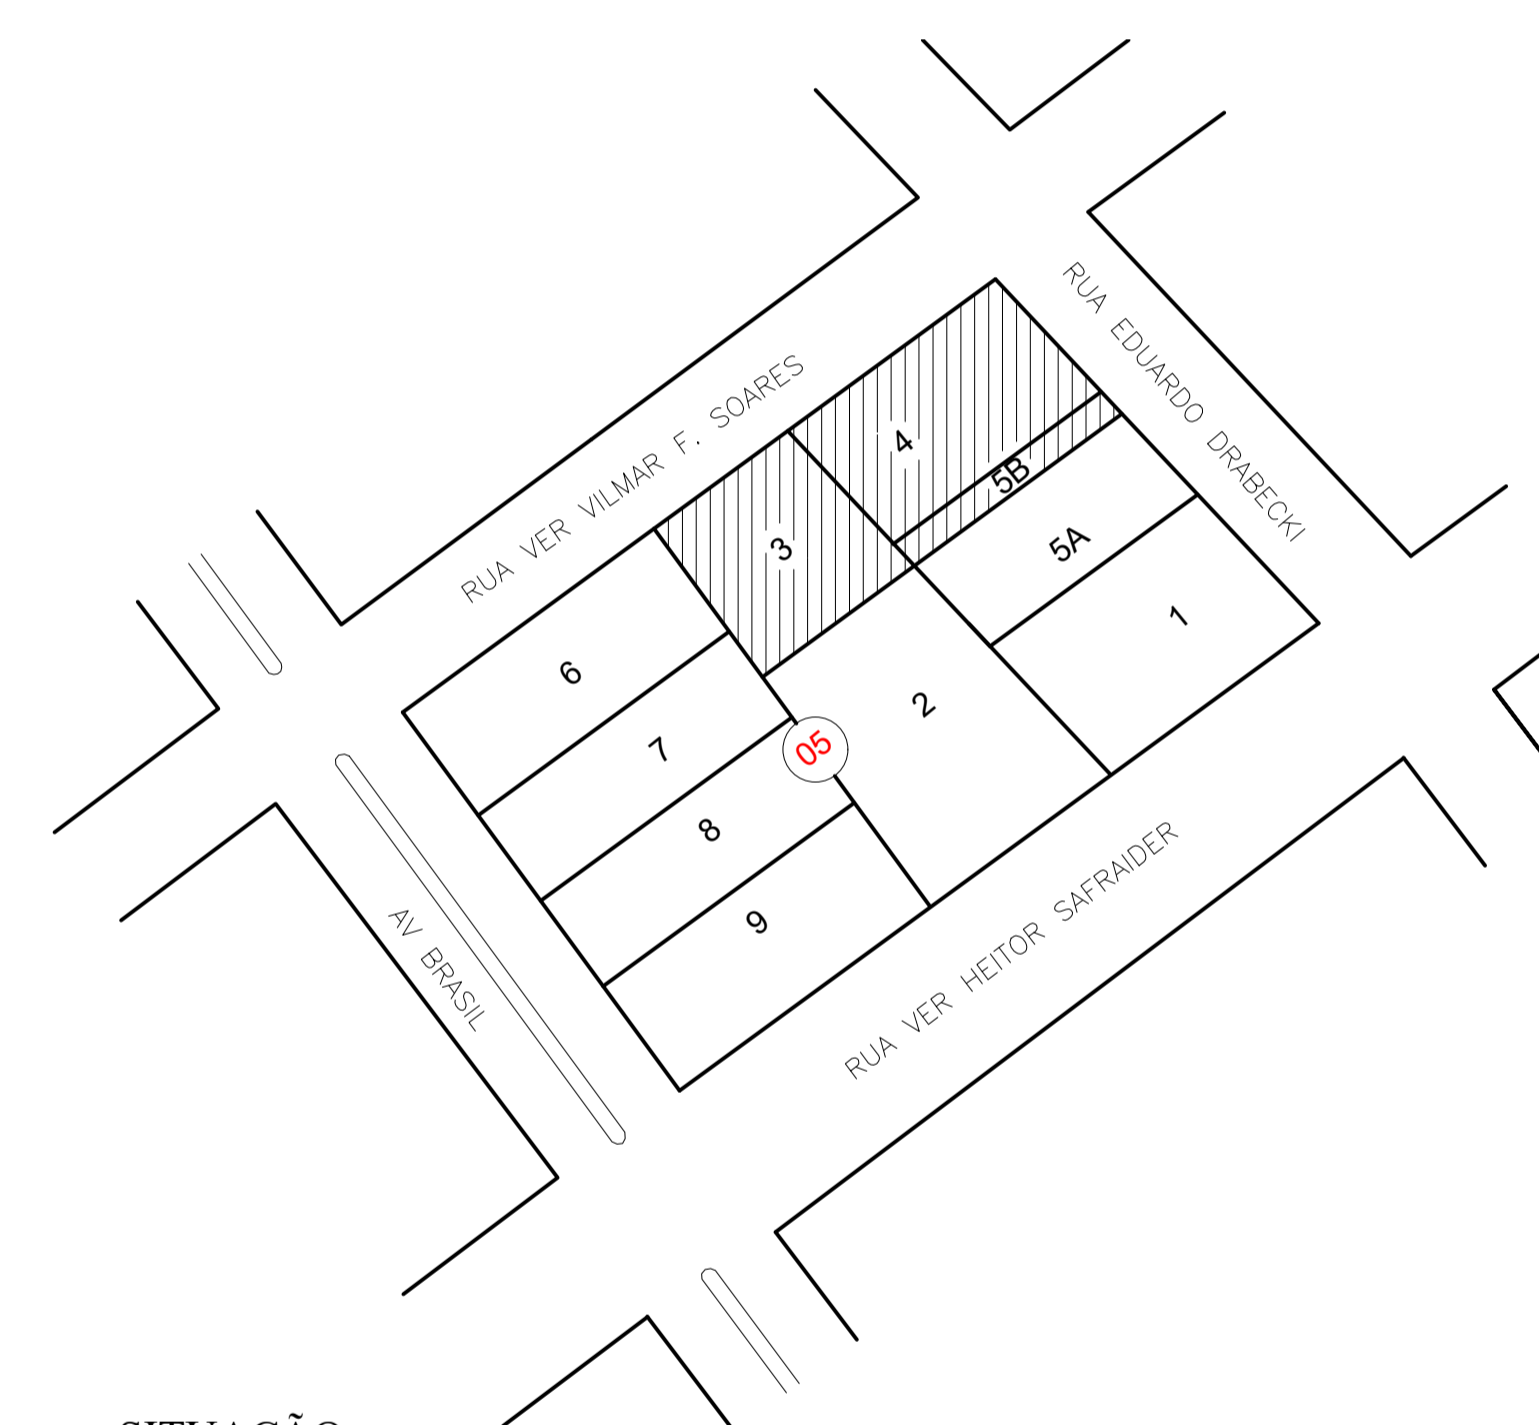 RUA EDUARDO DRABECKI
RUA VER VILMAR F. SOARES
4
5B
3
5A
1
6
2
7
05
8
9
RUA VER HEITOR SAFRAIDER
AV BRASIL
SITUAÇÃO